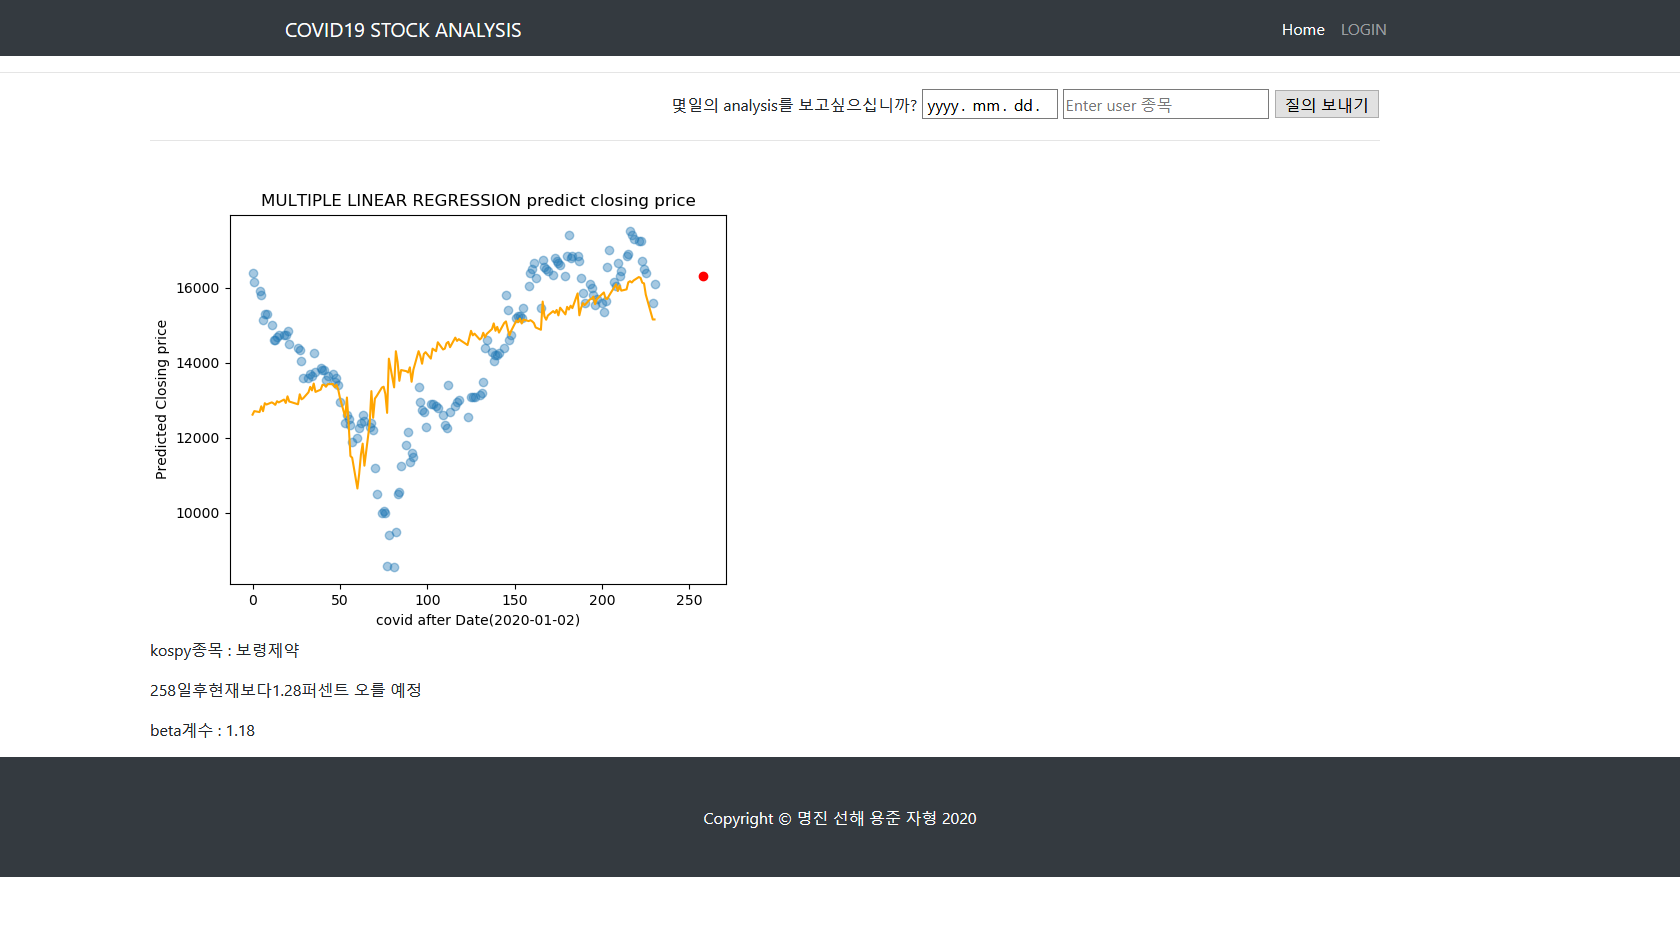 COVID19 STOCK ANALYSIS
Home LOGIN
몇일의 analysis를 보고싶으십니까? yyyy. mm. dd. Enter user 종목 질의 보내기
MULTIPLE LINEAR REGRESSION predict closing price
Predicted Closing price
16000
14000
12000
10000
0 50 100 150 200 250
covid after Date(2020-01-02)
kospy종목 : 보령제약
258일후현재보다1.28퍼센트 오를 예정
beta계수 : 1.18
Copyright © 명진 선해 용준 자형 2020